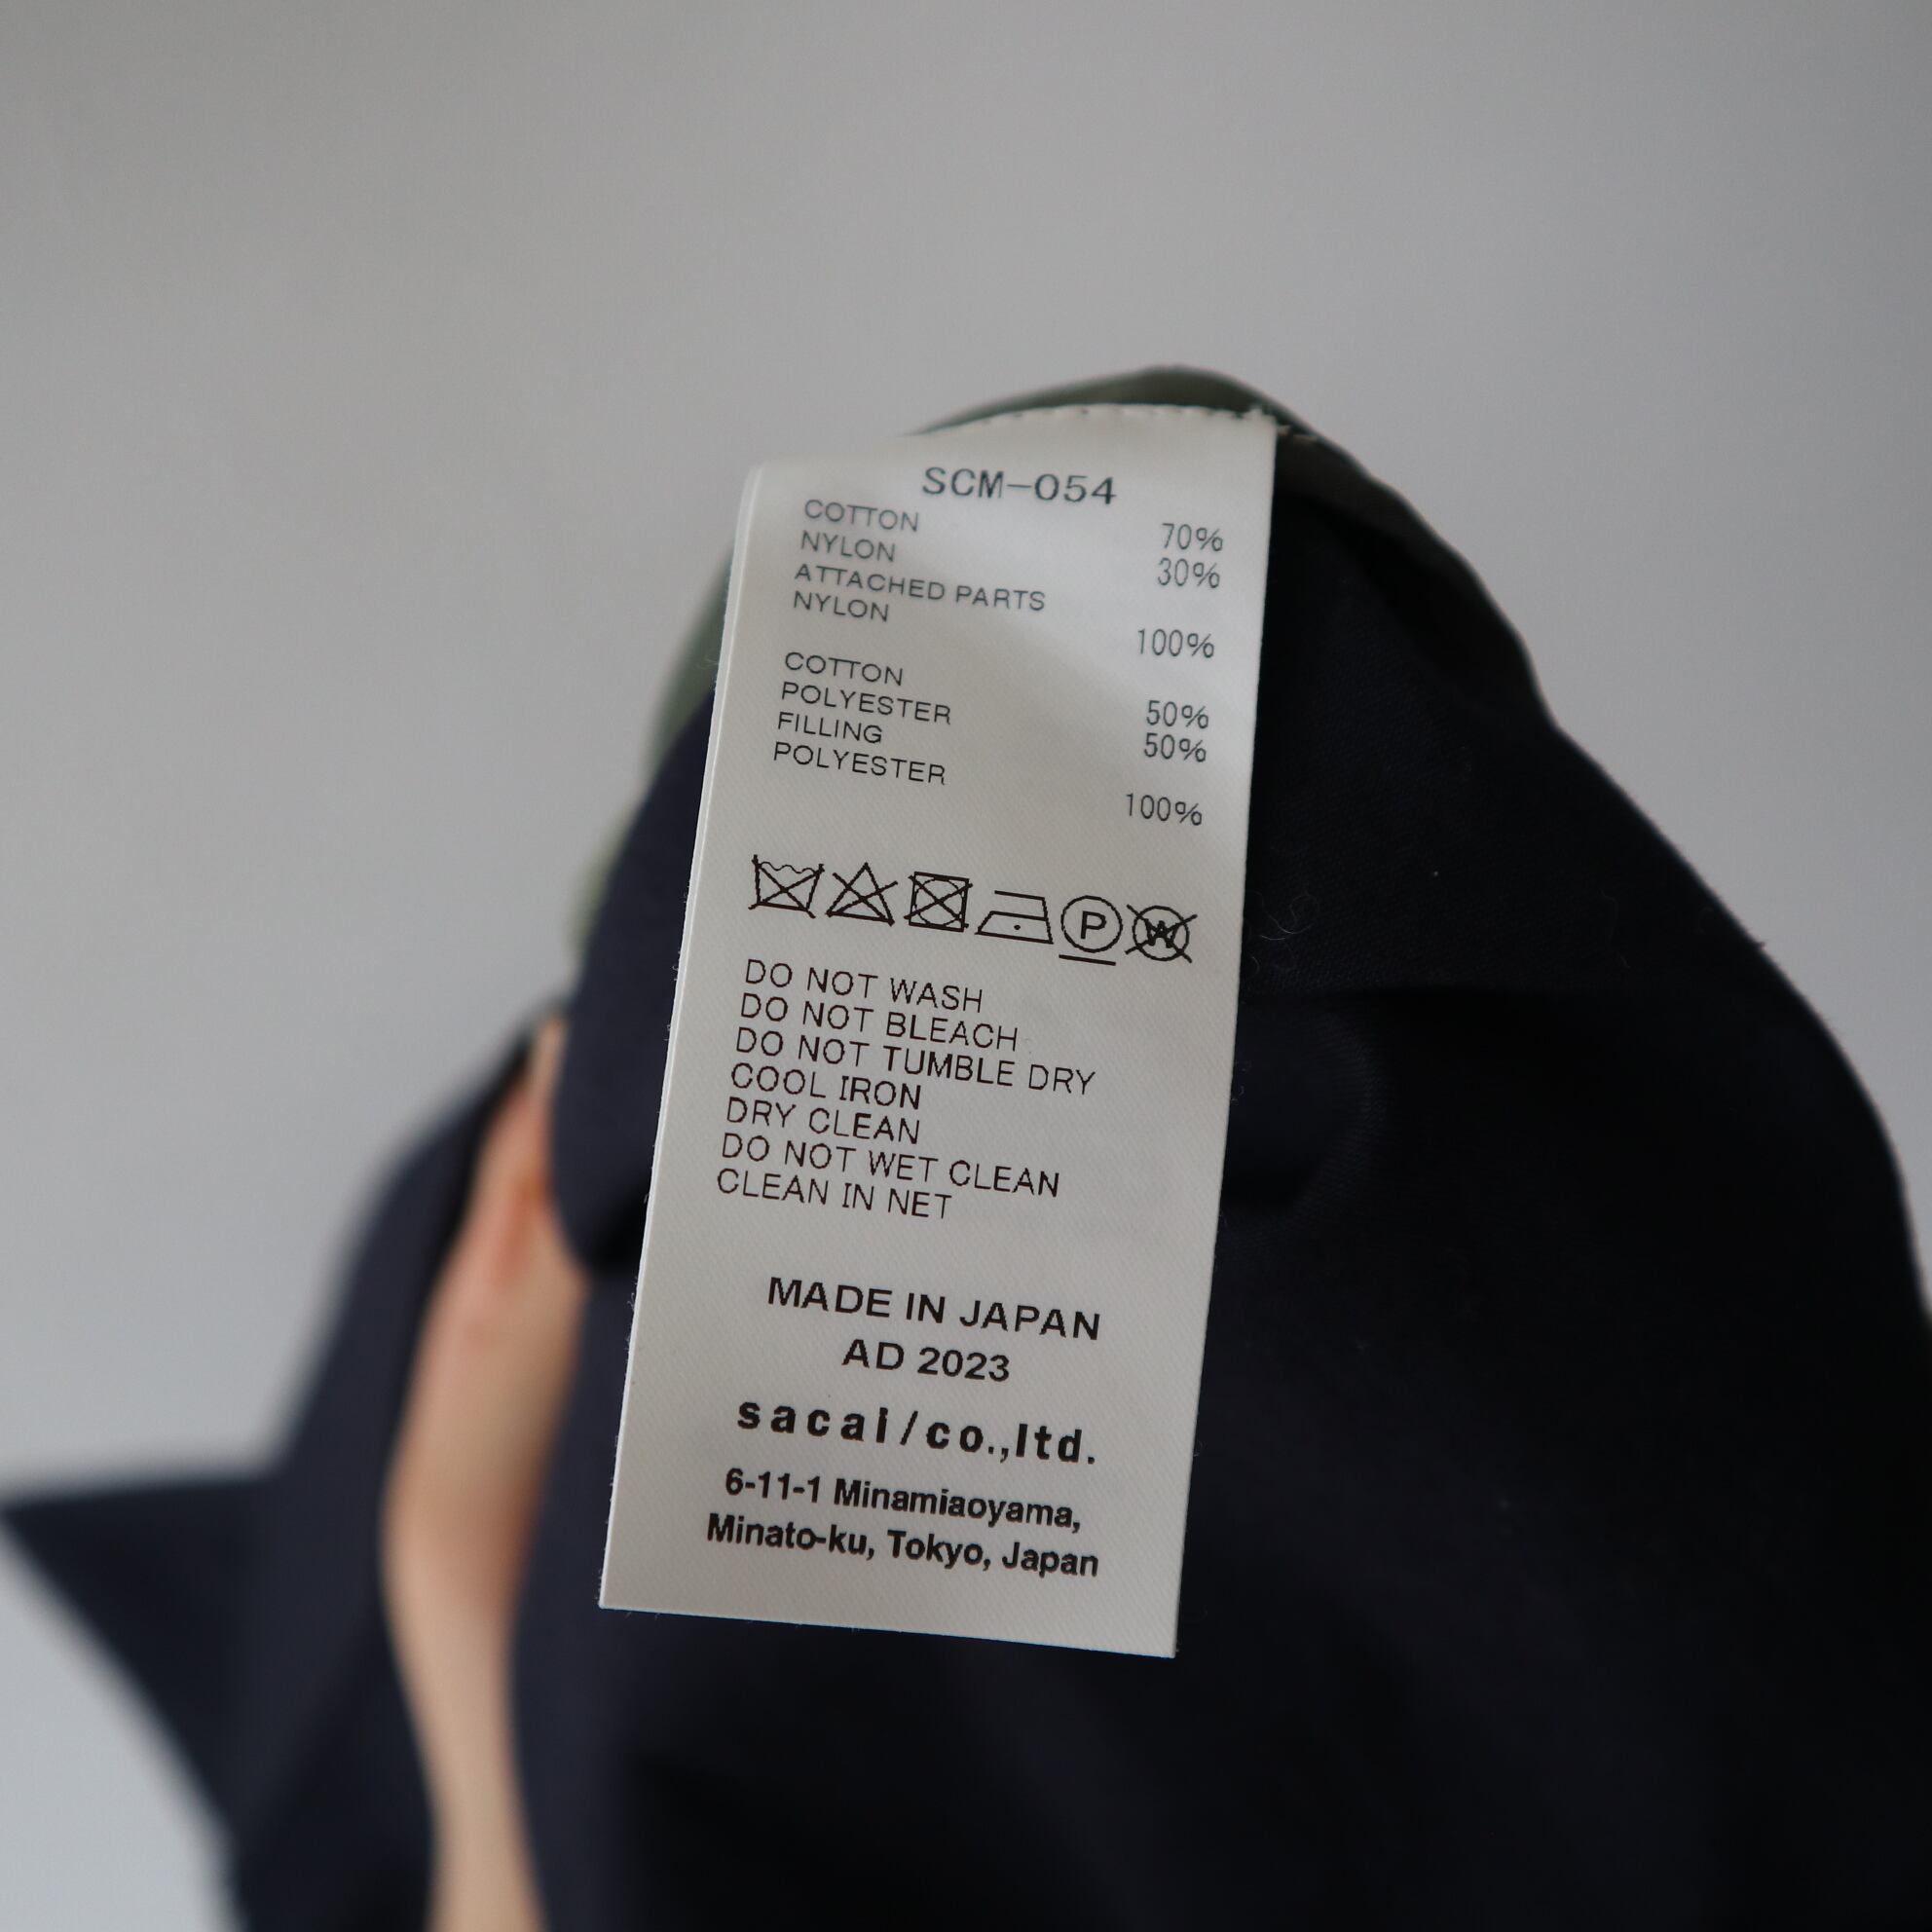 SCM-054
COTTON 70%
NYLON 30%
ATTACHED PARTS
NYLON 100%
COTTON 50%
POLYESTER 50%
FILLING
POLYESTER 100%
P W
DO NOT WASH
DO NOT BLEACH
DO NOT TUMBLE DRY
COOL IRON
DRY CLEAN
DO NOT WET CLEAN
CLEAN IN NET
MADE IN JAPAN
AD 2023
sacai/co.,ltd.
6-11-1 Minamiaoyama,
Minato-ku, Tokyo, Japan